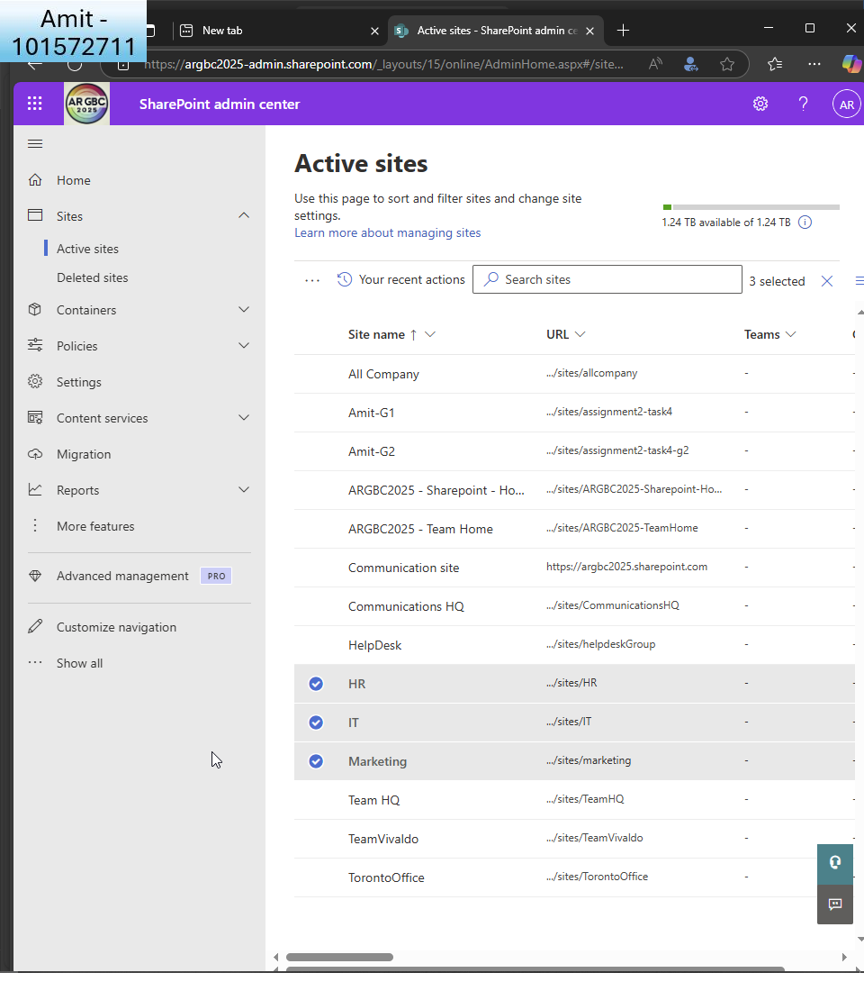 Amit -
101572711
New tab
Active sites - SharePoint admin ce
https://argbc2025-admin.sharepoint.com/_layouts/15/online/AdminHome.aspx#/site...
AR GBC
2025
SharePoint admin center
?
AR
Home
Sites
Active sites
Deleted sites
Containers
Policies
Settings
Content services
Migration
Reports
More features
Advanced management PRO
Customize navigation
Show all
Active sites
Use this page to sort and filter sites and change site
settings.
Learn more about managing sites
1.24 TB available of 1.24 TB
... Your recent actions Search sites 3 selected
Site name ↑ URL Teams
All Company .../sites/allcompany -
Amit-G1 .../sites/assignment2-task4 -
Amit-G2 .../sites/assignment2-task4-g2 -
ARGBC2025 - Sharepoint - Ho... .../sites/ARGBC2025-Sharepoint-Ho... -
ARGBC2025 - Team Home .../sites/ARGBC2025-TeamHome -
Communication site https://argbc2025.sharepoint.com -
Communications HQ .../sites/CommunicationsHQ -
HelpDesk .../sites/helpdeskGroup -
HR .../sites/HR -
IT .../sites/IT -
Marketing .../sites/marketing -
Team HQ .../sites/TeamHQ -
TeamVivaldo .../sites/TeamVivaldo -
TorontoOffice .../sites/TorontoOffice -